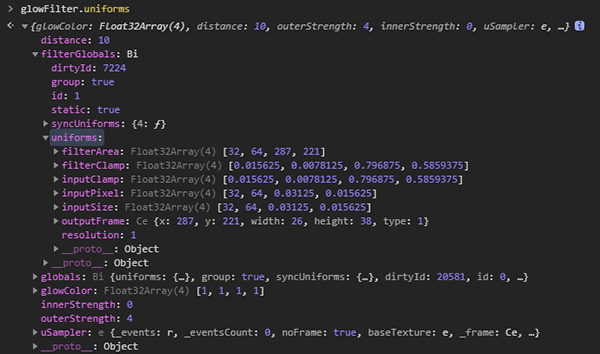 glowFilter.uniforms
{glowColor: Float32Array(4), distance: 10, outerStrength: 4, innerStrength: 0, uSampler: e, …}
distance: 10
filterGlobals: Bi
dirtyId: 7224
group: true
id: 1
static: true
syncUniforms: {4: ƒ}
uniforms:
filterArea: Float32Array(4) [32, 64, 287, 221]
filterClamp: Float32Array(4) [0.015625, 0.0078125, 0.796875, 0.5859375]
inputClamp: Float32Array(4) [0.015625, 0.0078125, 0.796875, 0.5859375]
inputPixel: Float32Array(4) [32, 64, 0.03125, 0.015625]
inputSize: Float32Array(4) [32, 64, 0.03125, 0.015625]
outputFrame: Ce {x: 287, y: 221, width: 26, height: 38, type: 1}
resolution: 1
__proto__: Object
__proto__: Object
globals: Bi {uniforms: {…}, group: true, syncUniforms: {…}, dirtyId: 20581, id: 0, …}
glowColor: Float32Array(4) [1, 1, 1, 1]
innerStrength: 0
outerStrength: 4
uSampler: e {_events: r, _eventsCount: 0, noFrame: true, baseTexture: e, _frame: Ce, …}
__proto__: Object